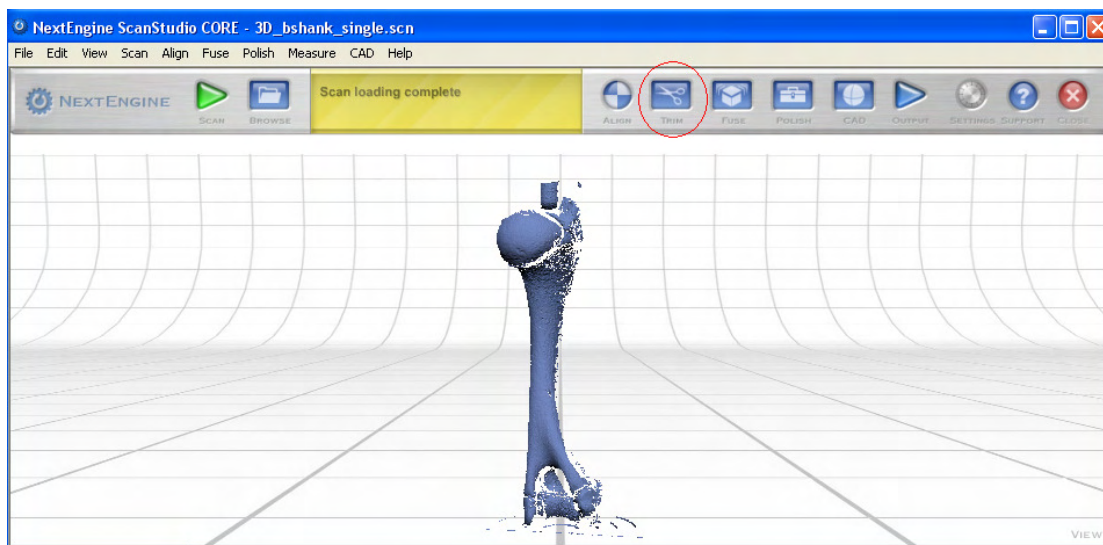 NextEngine ScanStudio CORE - 3D_bshank_single.scn
File Edit View Scan Align Fuse Polish Measure CAD Help
NEXTENGINE
SCAN
BROWSE
Scan loading complete
ALIGN
TRIM
FUSE
POLISH
CAD
OUTPUT
SETTINGS
SUPPORT
CLOSE
VIEW